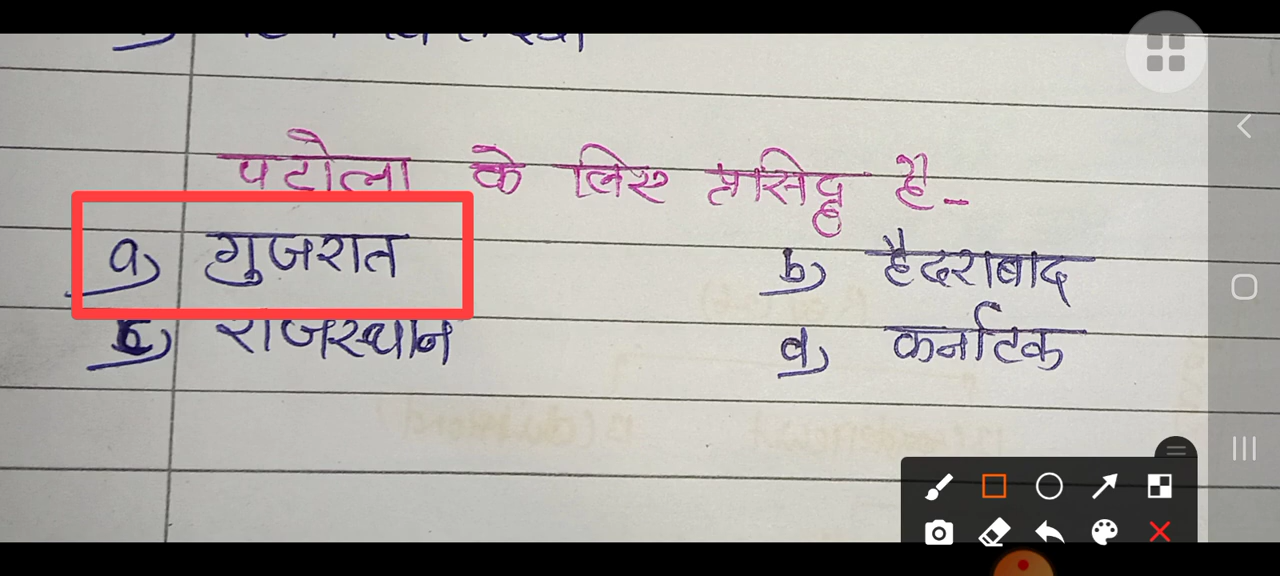 पटोला के लिए प्रसिद्ध है-
a) गुजरात b) हैदराबाद
c) राजस्थान d) कर्नाटक